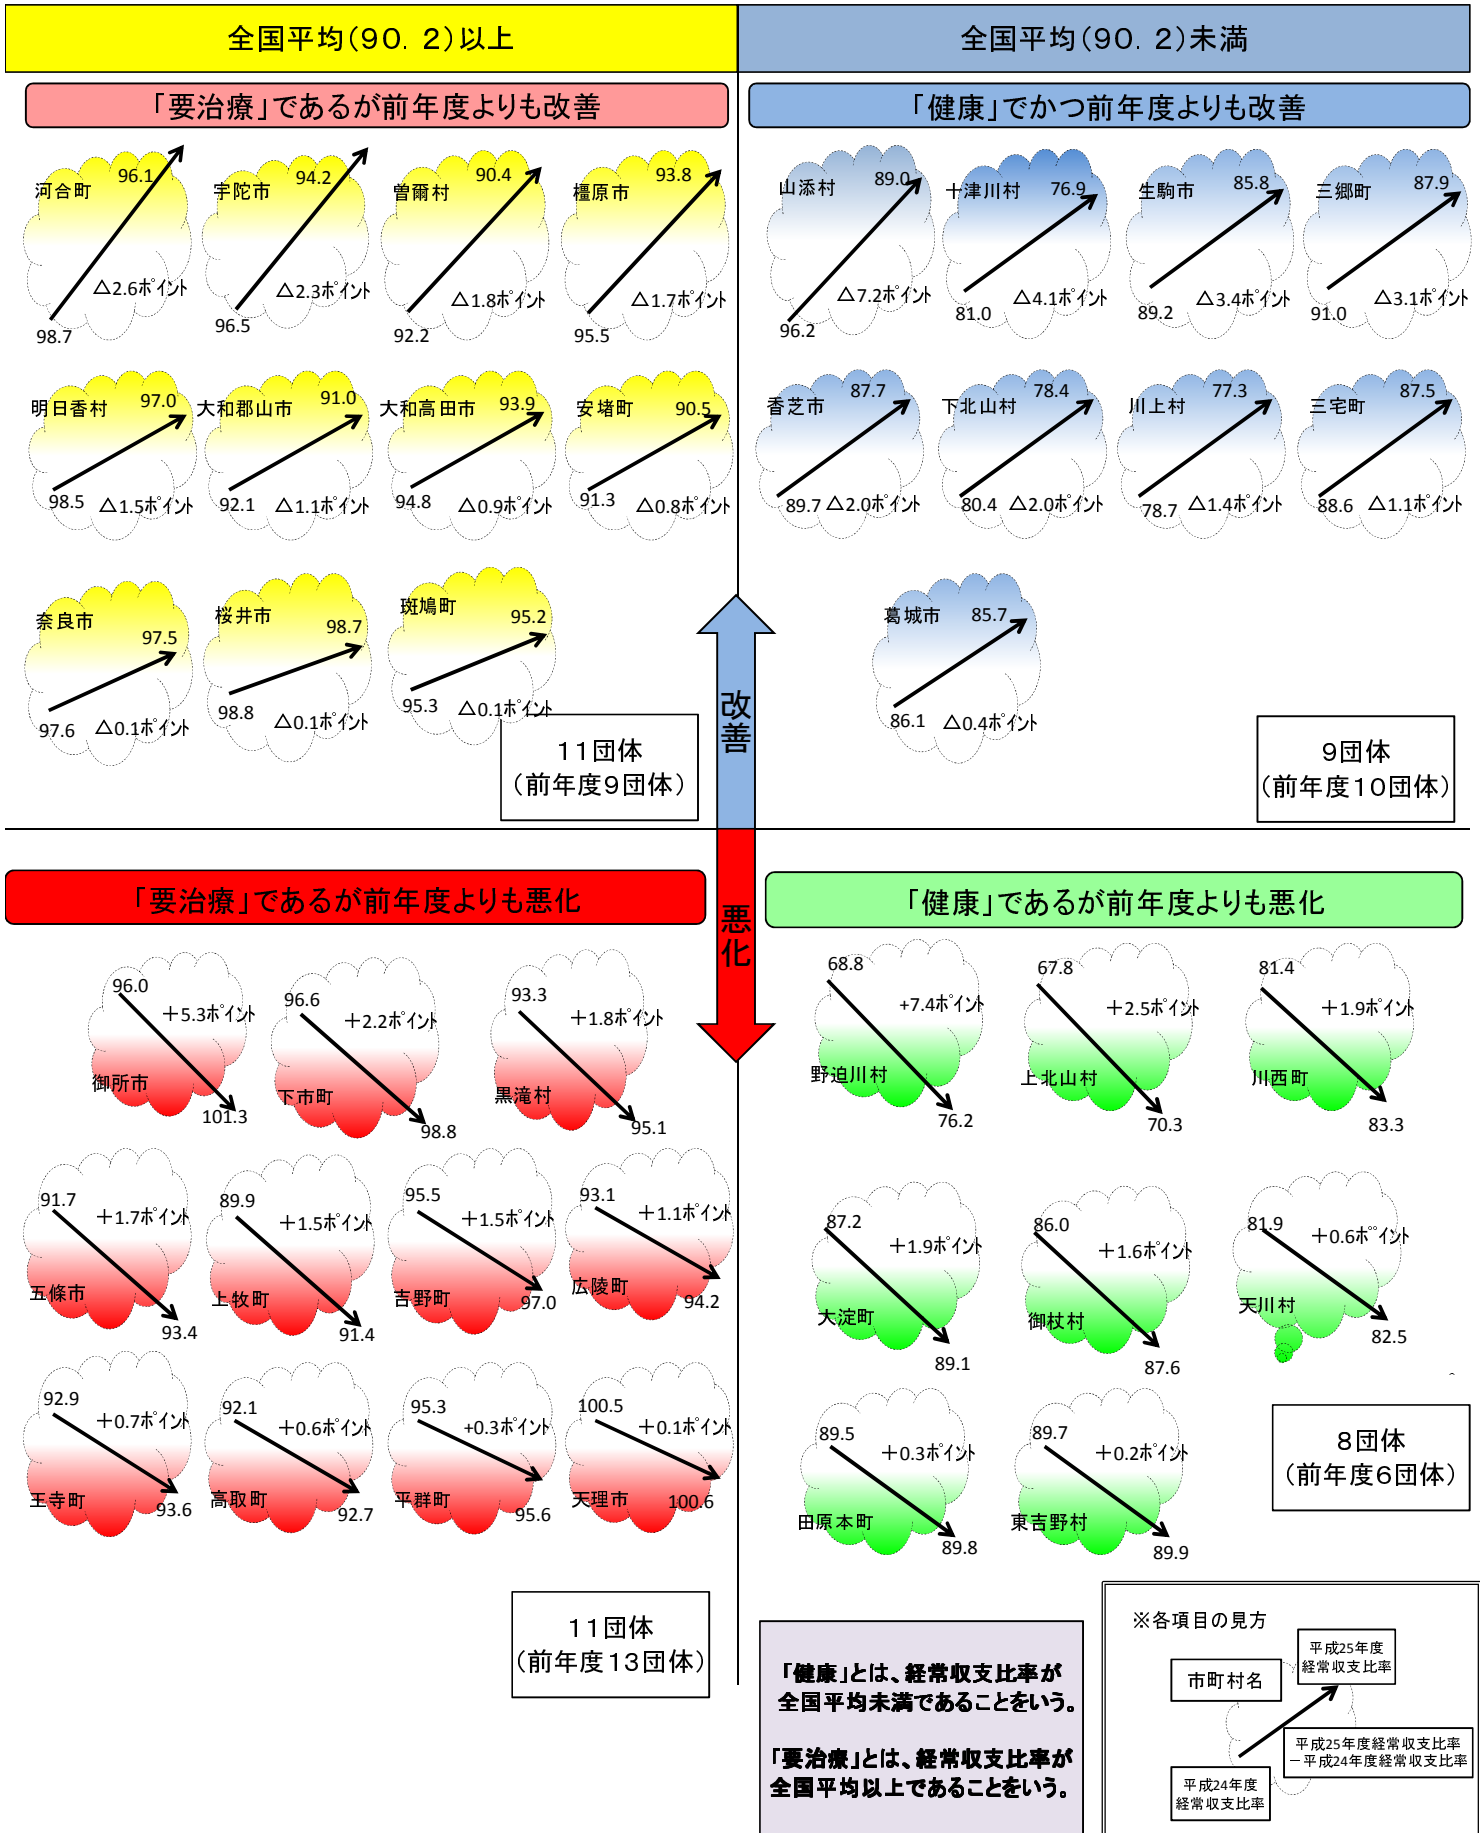 全国平均(90．2)以上
全国平均(90．2)未満
「要治療」であるが前年度よりも改善
「健康」でかつ前年度よりも改善
河合町 96.1
98.7 △2.6ポイント
宇陀市 94.2
96.5 △2.3ポイント
曽爾村 90.4
92.2 △1.8ポイント
橿原市 93.8
95.5 △1.7ポイント
山添村 89.0
96.2 △7.2ポイント
十津川村 76.9
81.0 △4.1ポイント
生駒市 85.8
89.2 △3.4ポイント
三郷町 87.9
91.0 △3.1ポイント
明日香村 97.0
98.5 △1.5ポイント
大和郡山市 91.0
92.1 △1.1ポイント
大和高田市 93.9
94.8 △0.9ポイント
安堵町 90.5
91.3 △0.8ポイント
香芝市 87.7
89.7 △2.0ポイント
下北山村 78.4
80.4 △2.0ポイント
川上村 77.3
78.7 △1.4ポイント
三宅町 87.5
88.6 △1.1ポイント
奈良市 97.5
97.6 △0.1ポイント
桜井市 98.7
98.8 △0.1ポイント
斑鳩町 95.2
95.3 △0.1ポイント
葛城市 85.7
86.1 △0.4ポイント
11団体
(前年度9団体)
改善
9団体
(前年度10団体)
悪化
「要治療」であるが前年度よりも悪化
「健康」であるが前年度よりも悪化
96.0 +5.3ポイント
御所市 101.3
96.6 +2.2ポイント
下市町 98.8
93.3 +1.8ポイント
黒滝村 95.1
68.8 +7.4ポイント
野迫川村 76.2
67.8 +2.5ポイント
上北山村 70.3
81.4 +1.9ポイント
川西町 83.3
91.7 +1.7ポイント
五條市 93.4
89.9 +1.5ポイント
上牧町 91.4
95.5 +1.5ポイント
吉野町 97.0
93.1 +1.1ポイント
広陵町 94.2
87.2 +1.9ポイント
大淀町 89.1
86.0 +1.6ポイント
御杖村 87.6
81.9 +0.6ポイント
天川村 82.5
92.9 +0.7ポイント
王寺町 93.6
92.1 +0.6ポイント
高取町 92.7
95.3 +0.3ポイント
平群町 95.6
100.5 +0.1ポイント
天理市 100.6
89.5 +0.3ポイント
田原本町 89.8
89.7 +0.2ポイント
東吉野村 89.9
8団体
(前年度6団体)
11団体
(前年度13団体)
「健康」とは、経常収支比率が
全国平均未満であることをいう。
「要治療」とは、経常収支比率が
全国平均以上であることをいう。
※各項目の見方
平成25年度
経常収支比率
市町村名
平成25年度経常収支比率
－平成24年度経常収支比率
平成24年度
経常収支比率